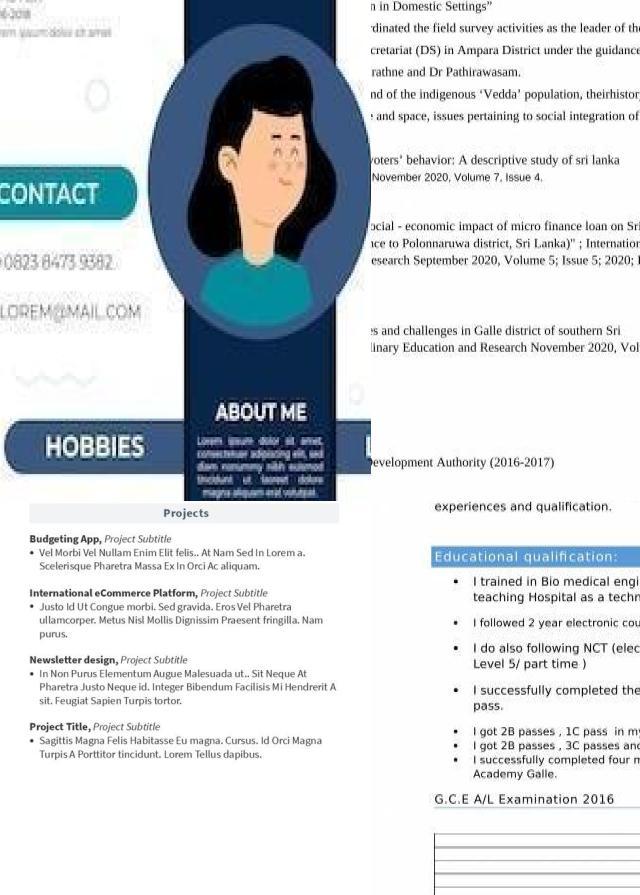 6-2018
rem ipsum dolor sit amet
CONTACT
0823 8473 9382
LOREM@MAIL.COM
ABOUT ME
Lorem ipsum dolor sit amet,
consectetuer adipiscing elit, sed
diam nonummy nibh euismod
tincidunt ut laoreet dolore
magna aliquam erat volutpat.
HOBBIES
n in Domestic Settings”
rdinated the field survey activities as the leader of the
cretariat (DS) in Ampara District under the guidance
rathne and Dr Pathirawasam.
nd of the indigenous ‘Vedda’ population, theirhistory
and space, issues pertaining to social integration of
voters’ behavior: A descriptive study of sri lanka
November 2020, Volume 7, Issue 4.
ocial - economic impact of micro finance loan on Sri
nce to Polonnaruwa district, Sri Lanka)" ; Internation
esearch September 2020, Volume 5; Issue 5; 2020;
es and challenges in Galle district of southern Sri
linary Education and Research November 2020, Vol
Development Authority (2016-2017)
Projects
Budgeting App, Project Subtitle
• Vel Morbi Vel Nullam Enim Elit felis.. At Nam Sed In Lorem a.
Scelerisque Pharetra Massa Ex In Orci Ac aliquam.
International eCommerce Platform, Project Subtitle
• Justo Id Ut Congue morbi. Sed gravida. Eros Vel Pharetra
ullamcorper. Metus Nisl Mollis Dignissim Praesent fringilla. Nam
purus.
Newsletter design, Project Subtitle
• In Non Purus Elementum Augue Malesuada ut.. Sit Neque At
Pharetra Justo Neque id. Integer Bibendum Facilisis Mi Hendrerit A
sit. Feugiat Sapien Turpis tortor.
Project Title, Project Subtitle
• Sagittis Magna Felis Habitasse Eu magna. Cursus. Id Orci Magna
Turpis A Porttitor tincidunt. Lorem Tellus dapibus.
experiences and qualification.
Educational qualification:
• I trained in Bio medical engi
teaching Hospital as a techn
• I followed 2 year electronic cou
• I do also following NCT (elec
Level 5/ part time )
• I successfully completed the
pass.
• I got 2B passes , 1C pass in my
• I got 2B passes , 3C passes and
• I successfully completed four m
Academy Galle.
G.C.E A/L Examination 2016